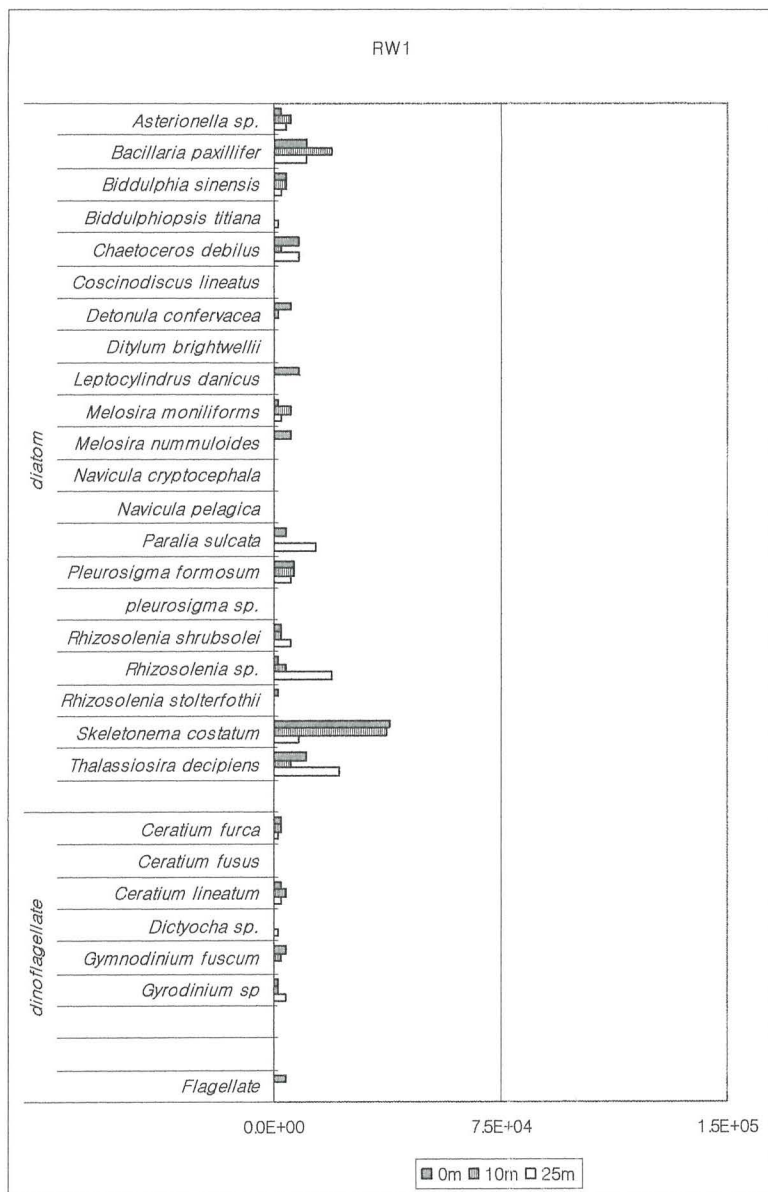 RW1
Asterionella sp.
Bacillaria paxillifer
Biddulphia sinensis
Biddulphiopsis titiana
Chaetoceros debilus
Coscinodiscus lineatus
Detonula confervacea
Ditylum brightwellii
Leptocylindrus danicus
Melosira moniliforms
Melosira nummuloides
diatom
Navicula cryptocephala
Navicula pelagica
Paralia sulcata
Pleurosigma formosum
pleurosigma sp.
Rhizosolenia shrubsolei
Rhizosolenia sp.
Rhizosolenia stolterfothii
Skeletonema costatum
Thalassiosira decipiens
Ceratium furca
Ceratium fusus
Ceratium lineatum
Dictyocha sp.
dinoflagellate
Gymnodinium fuscum
Gyrodinium sp
Flagellate
0.0E+00 7.5E+04 1.5E+05
0m 10m 25m